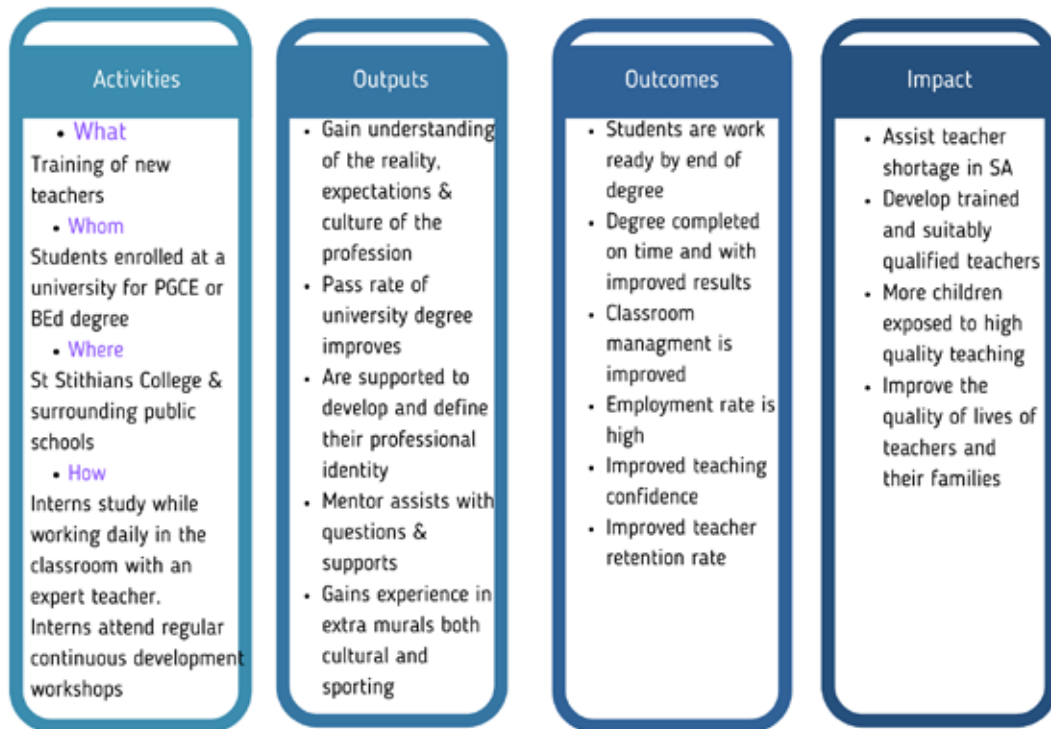 Activities
• What
Training of new
teachers
• Whom
Students enrolled at a
university for PGCE or
BEd degree
• Where
St Stithians College &
surrounding public
schools
• How
Interns study while
working daily in the
classroom with an
expert teacher.
Interns attend regular
continuous development
workshops
Outputs
• Gain understanding
of the reality,
expectations &
culture of the
profession
• Pass rate of
university degree
improves
• Are supported to
develop and define
their professional
identity
• Mentor assists with
questions &
supports
• Gains experience in
extra murals both
cultural and
sporting
Outcomes
• Students are work
ready by end of
degree
• Degree completed
on time and with
improved results
• Classroom
managment is
improved
• Employment rate is
high
• Improved teaching
confidence
• Improved teacher
retention rate
Impact
• Assist teacher
shortage in SA
• Develop trained
and suitably
qualified teachers
• More children
exposed to high
quality teaching
• Improve the
quality of lives of
teachers and
their families